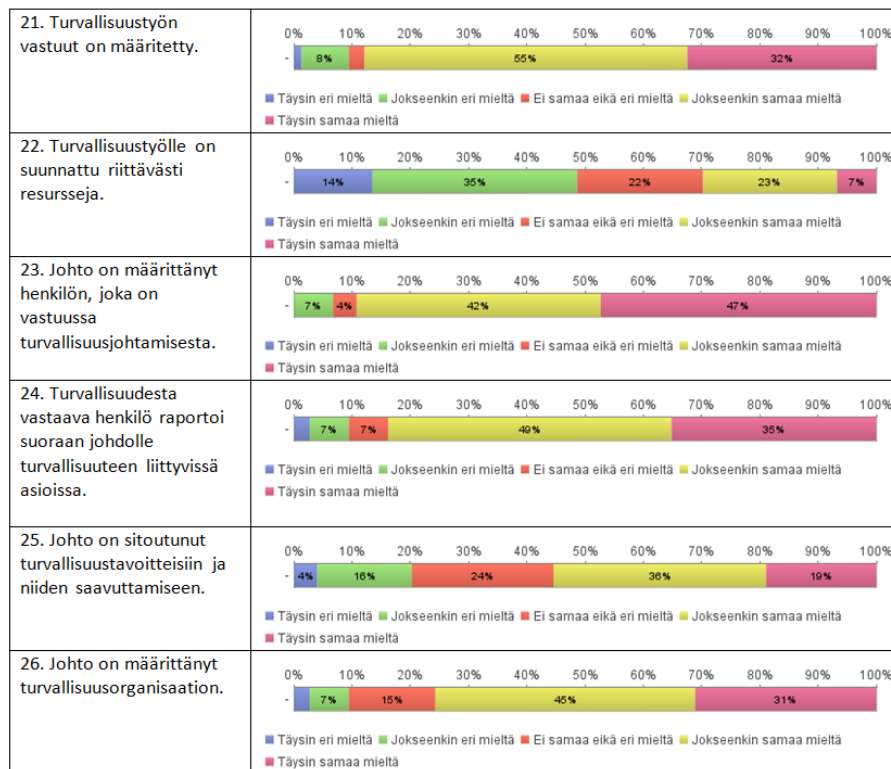 21. Turvallisuustyön
vastuut on määritetty.
0% 10% 20% 30% 40% 50% 60% 70% 80% 90% 100%
- 8% 55% 32%
Täysin eri mieltä Jokseenkin eri mieltä Ei samaa eikä eri mieltä Jokseenkin samaa mieltä
Täysin samaa mieltä
22. Turvallisuustyölle on
suunnattu riittävästi
resursseja.
0% 10% 20% 30% 40% 50% 60% 70% 80% 90% 100%
- 14% 35% 22% 23% 7%
Täysin eri mieltä Jokseenkin eri mieltä Ei samaa eikä eri mieltä Jokseenkin samaa mieltä
Täysin samaa mieltä
23. Johto on määrittänyt
henkilön, joka on
vastuussa
turvallisuusjohtamisesta.
0% 10% 20% 30% 40% 50% 60% 70% 80% 90% 100%
- 7% 4% 42% 47%
Täysin eri mieltä Jokseenkin eri mieltä Ei samaa eikä eri mieltä Jokseenkin samaa mieltä
Täysin samaa mieltä
24. Turvallisuudesta
vastaava henkilö raportoi
suoraan johdolle
turvallisuuteen liittyvissä
asioissa.
0% 10% 20% 30% 40% 50% 60% 70% 80% 90% 100%
- 7% 7% 49% 35%
Täysin eri mieltä Jokseenkin eri mieltä Ei samaa eikä eri mieltä Jokseenkin samaa mieltä
Täysin samaa mieltä
25. Johto on sitoutunut
turvallisuustavoitteisiin ja
niiden saavuttamiseen.
0% 10% 20% 30% 40% 50% 60% 70% 80% 90% 100%
- 4% 16% 24% 36% 19%
Täysin eri mieltä Jokseenkin eri mieltä Ei samaa eikä eri mieltä Jokseenkin samaa mieltä
Täysin samaa mieltä
26. Johto on määrittänyt
turvallisuusorganisaation.
0% 10% 20% 30% 40% 50% 60% 70% 80% 90% 100%
- 7% 15% 45% 31%
Täysin eri mieltä Jokseenkin eri mieltä Ei samaa eikä eri mieltä Jokseenkin samaa mieltä
Täysin samaa mieltä